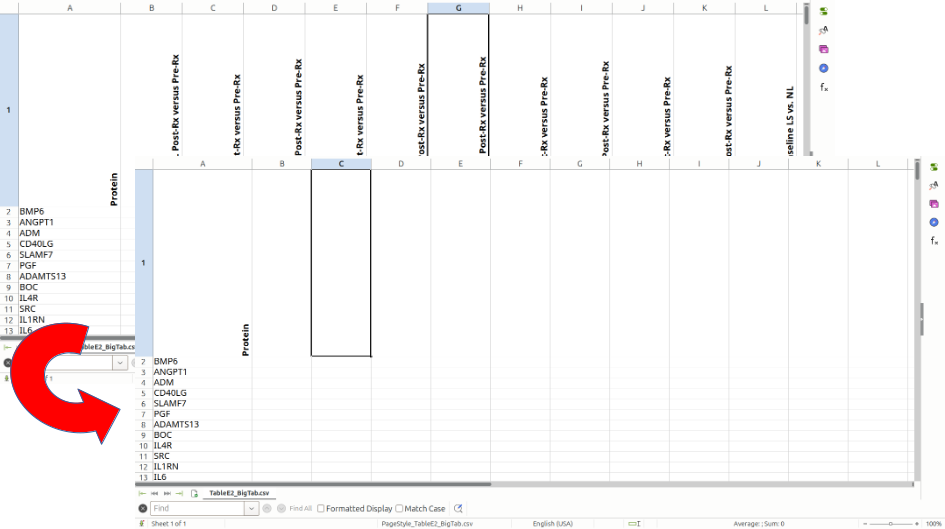 A B C D E F G H I J K L
1
Protein
Post-Rx versus Pre-Rx
t-Rx versus Pre-Rx
Post-Rx versus Pre-Rx
t-Rx versus Pre-Rx
ost-Rx versus Pre-Rx
Post-Rx versus Pre-Rx
t-Rx versus Pre-Rx
Post-Rx versus Pre-Rx
t-Rx versus Pre-Rx
ost-Rx versus Pre-Rx
seline LS vs. NL
2 BMP6
3 ANGPT1
4 ADM
5 CD40LG
6 SLAMF7
7 PGF
8 ADAMTS13
9 BOC
10 IL4R
11 SRC
12 IL1RN
13 IL6
bleE2_BigTab.cs
A B C D E F G H I J K L
1
Protein
2 BMP6
3 ANGPT1
4 ADM
5 CD40LG
6 SLAMF7
7 PGF
8 ADAMTS13
9 BOC
10 IL4R
11 SRC
12 IL1RN
13 IL6
TableE2_BigTab.csv
Find Find All Formatted Display Match Case
Sheet 1 of 1 PageStyle_TableE2_BigTab.csv English (USA) Average: ; Sum: 0 100%